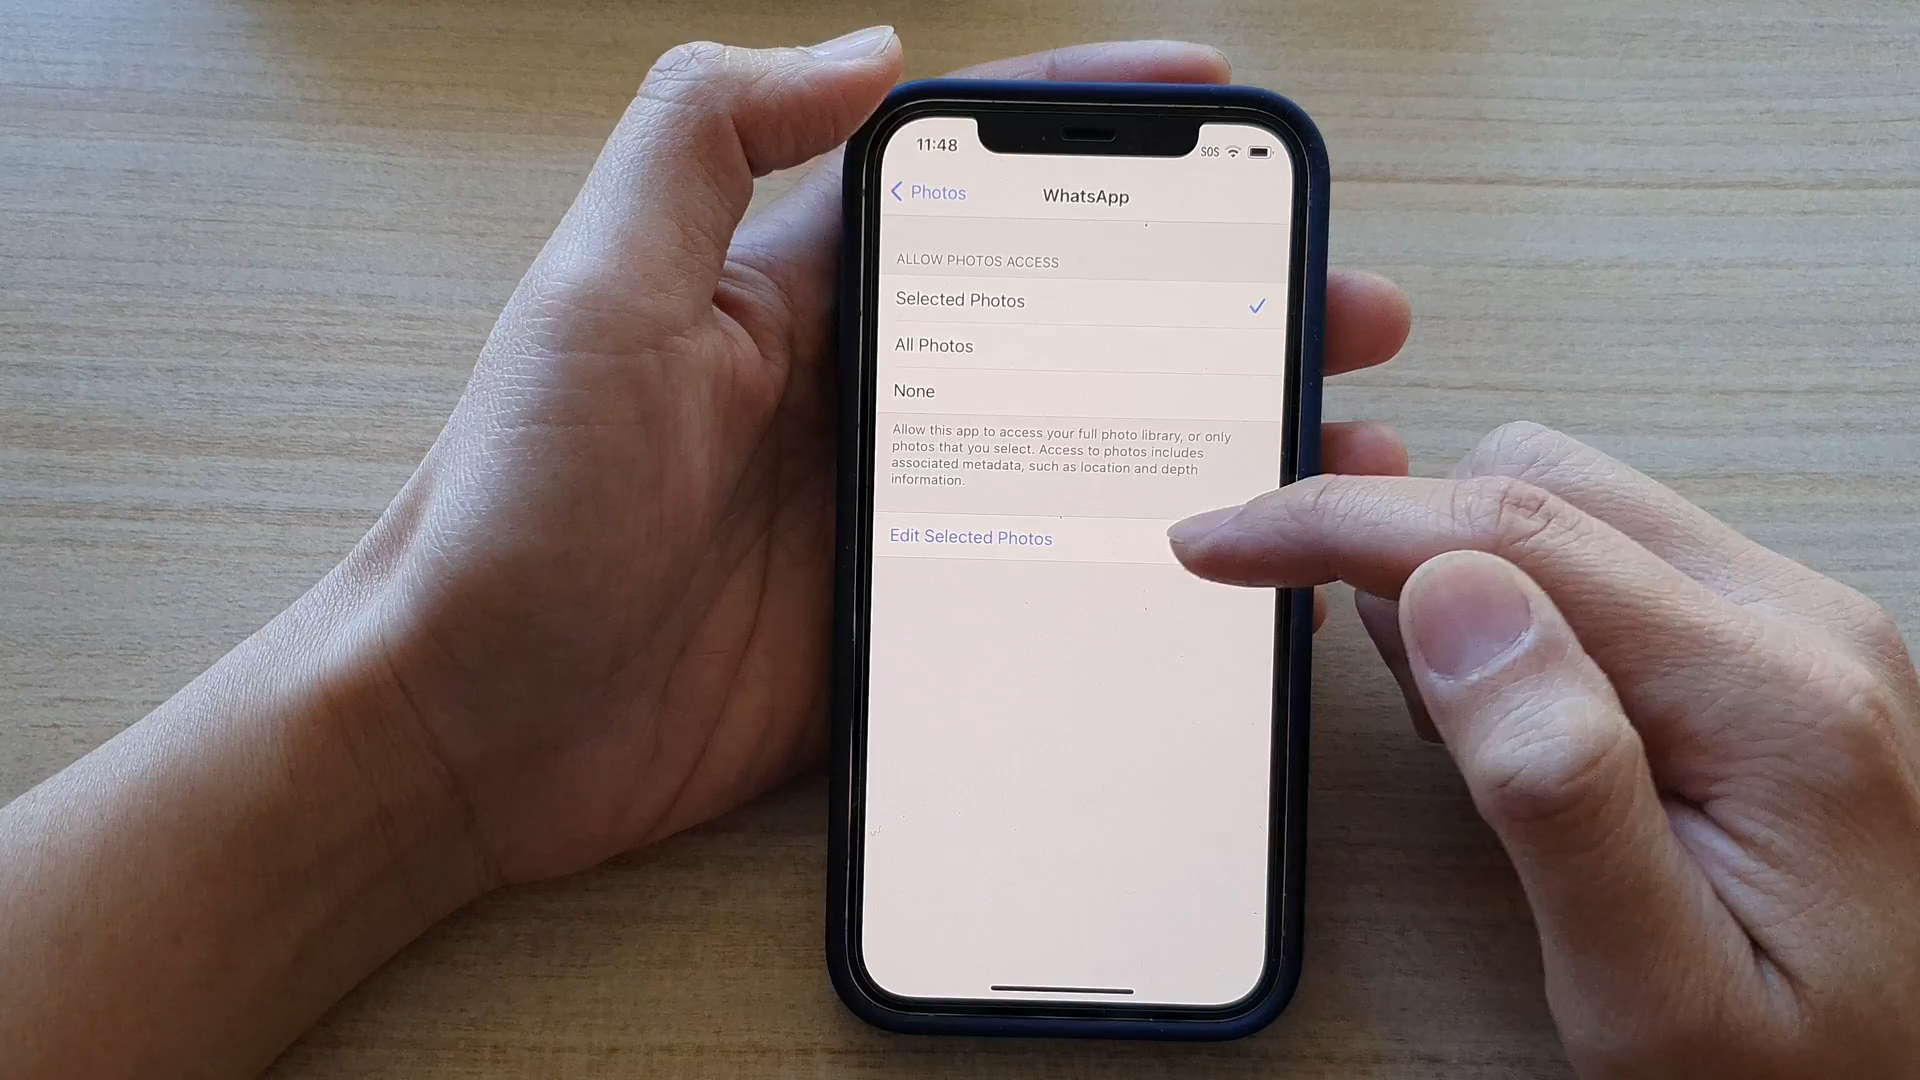 11:48
SOS
Photos
WhatsApp
ALLOW PHOTOS ACCESS
Selected Photos
All Photos
None
Allow this app to access your full photo library, or only
photos that you select. Access to photos includes
associated metadata, such as location and depth
information.
Edit Selected Photos